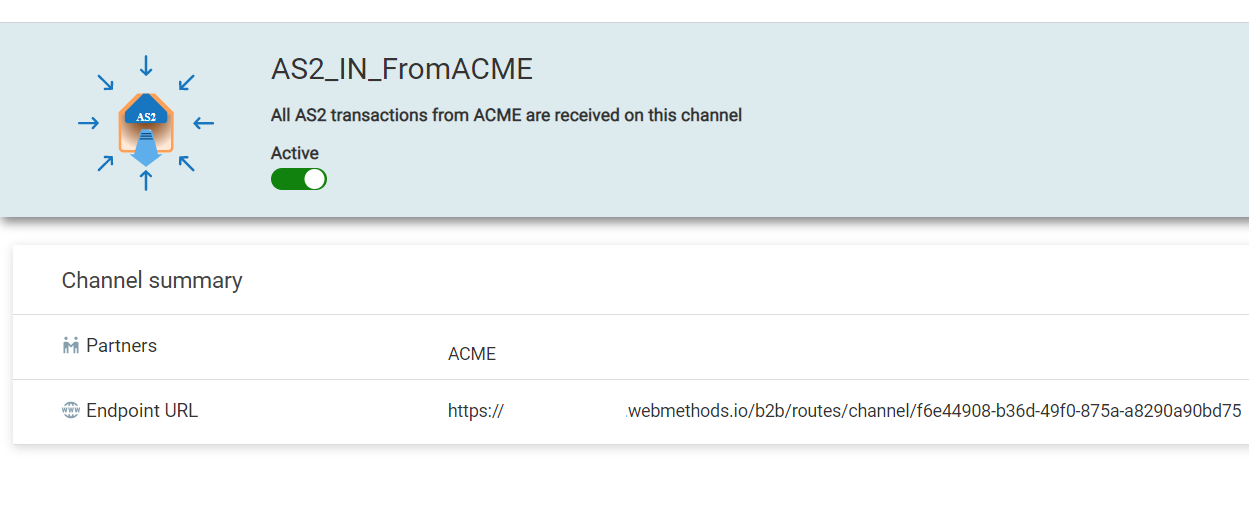 AS2_IN_FromACME
AS2
All AS2 transactions from ACME are received on this channel
Active
Channel summary
Partners
ACME
www Endpoint URL
https:// .webmethods.io/b2b/routes/channel/f6e44908-b36d-49f0-875a-a8290a90bd75